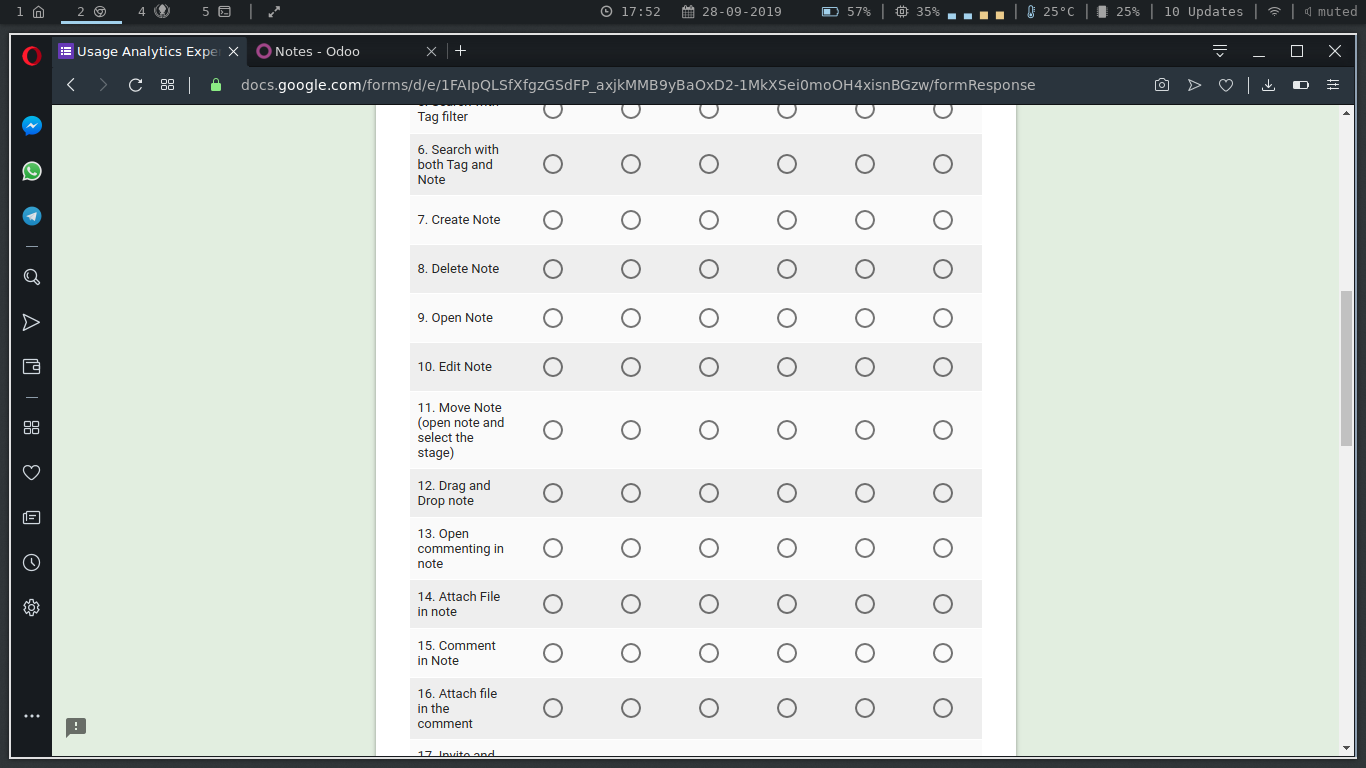 1 2 4 5 17:52 28-09-2019 57% 35% 25°C 25% 10 Updates muted
Usage Analytics Expe Notes - Odoo
docs.google.com/forms/d/e/1FAIpQLSfXfgzGSdFP_axjkMMB9yBaOxD2-1MkXSei0moOH4xisnBGzw/formResponse
Tag filter
6. Search with
both Tag and
Note
7. Create Note
8. Delete Note
9. Open Note
10. Edit Note
11. Move Note
(open note and
select the
stage)
12. Drag and
Drop note
13. Open
commenting in
note
14. Attach File
in note
15. Comment
in Note
16. Attach file
in the
comment
17. Invite and